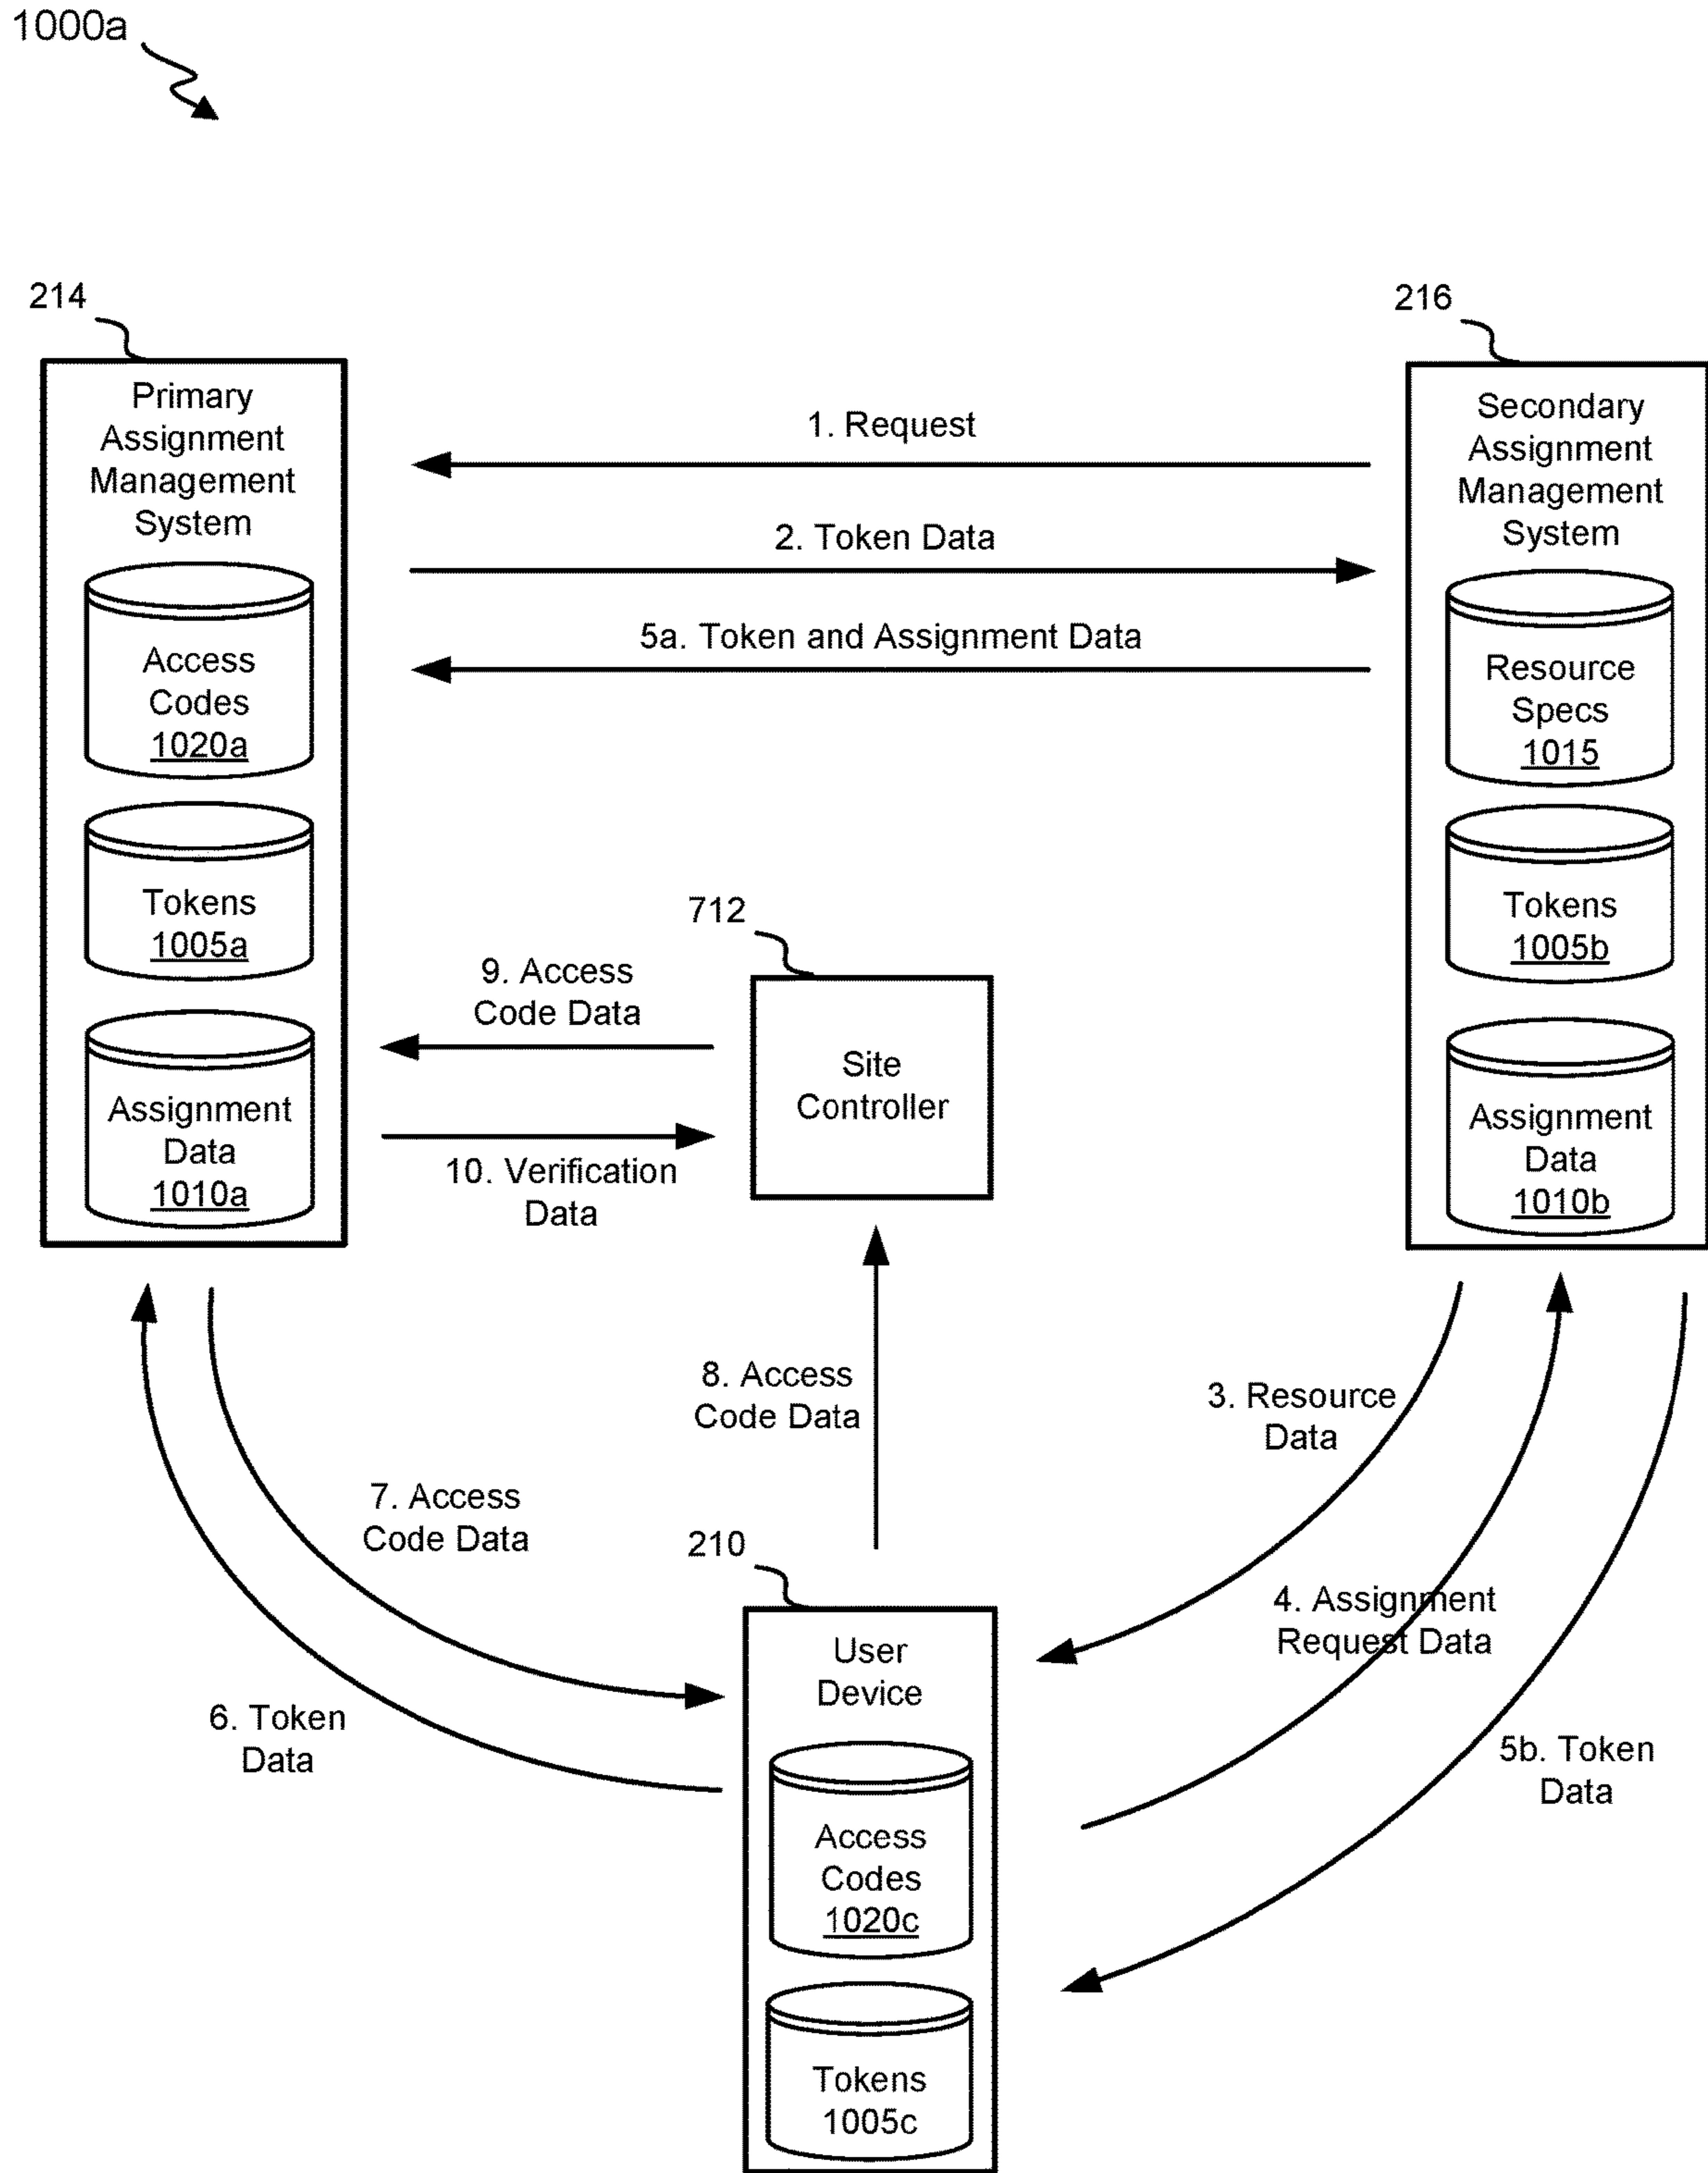 1000a
214
216
Primary
Assignment
Management
System
Access
Codes
1020a
Tokens
1005a
Assignment
Data
1010a
1. Request
2. Token Data
5a. Token and Assignment Data
Secondary
Assignment
Management
System
Resource
Specs
1015
Tokens
1005b
Assignment
Data
1010b
712
9. Access
Code Data
Site
Controller
10. Verification
Data
8. Access
Code Data
3. Resource
Data
7. Access
Code Data
210
4. Assignment
Request Data
6. Token
Data
5b. Token
Data
User
Device
Access
Codes
1020c
Tokens
1005c